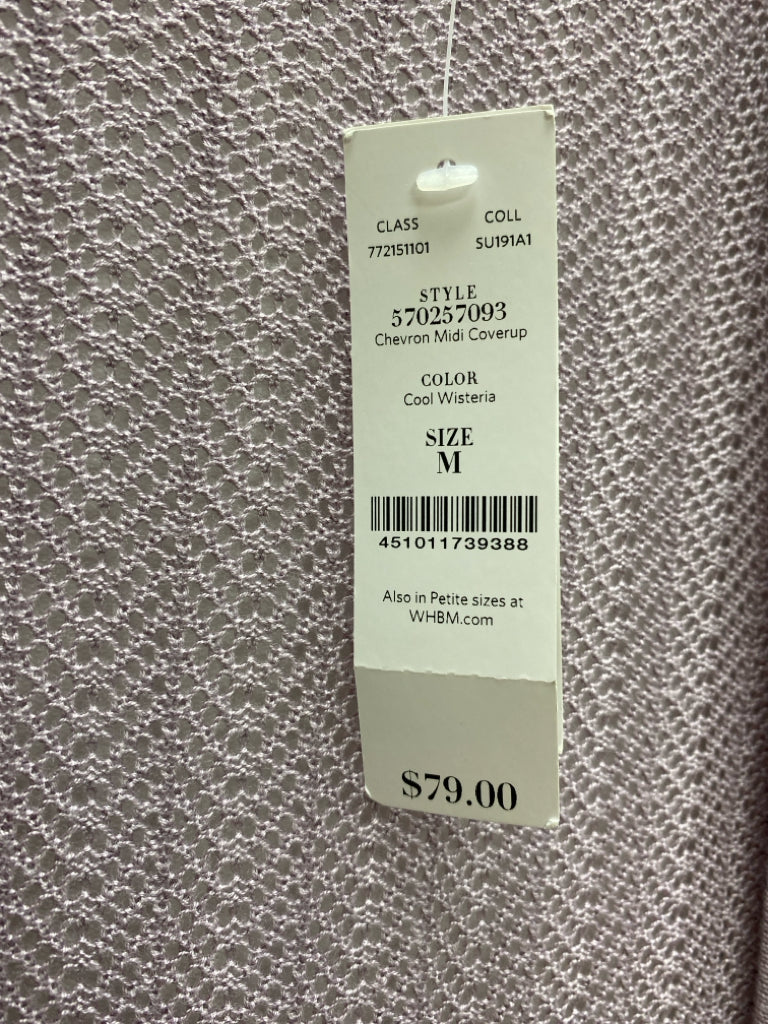 CLASS COLL
772151101 SU191A1
STYLE
570257093
Chevron Midi Coverup
COLOR
Cool Wisteria
SIZE
M
451011739388
Also in Petite sizes at
WHBM.com
$79.00